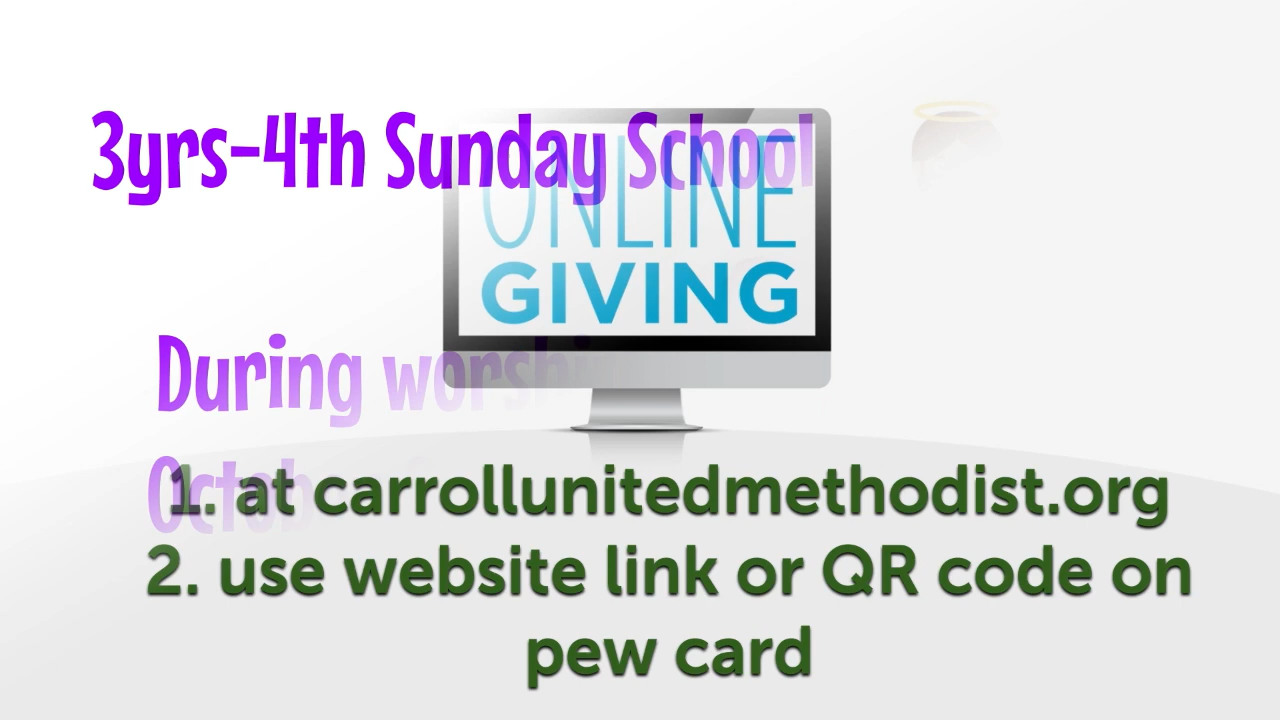 3yrs-4th Sunday School
ONLINE
GIVING
During
1. at carrollunitedmethodist.org
2. use website link or QR code on
pew card